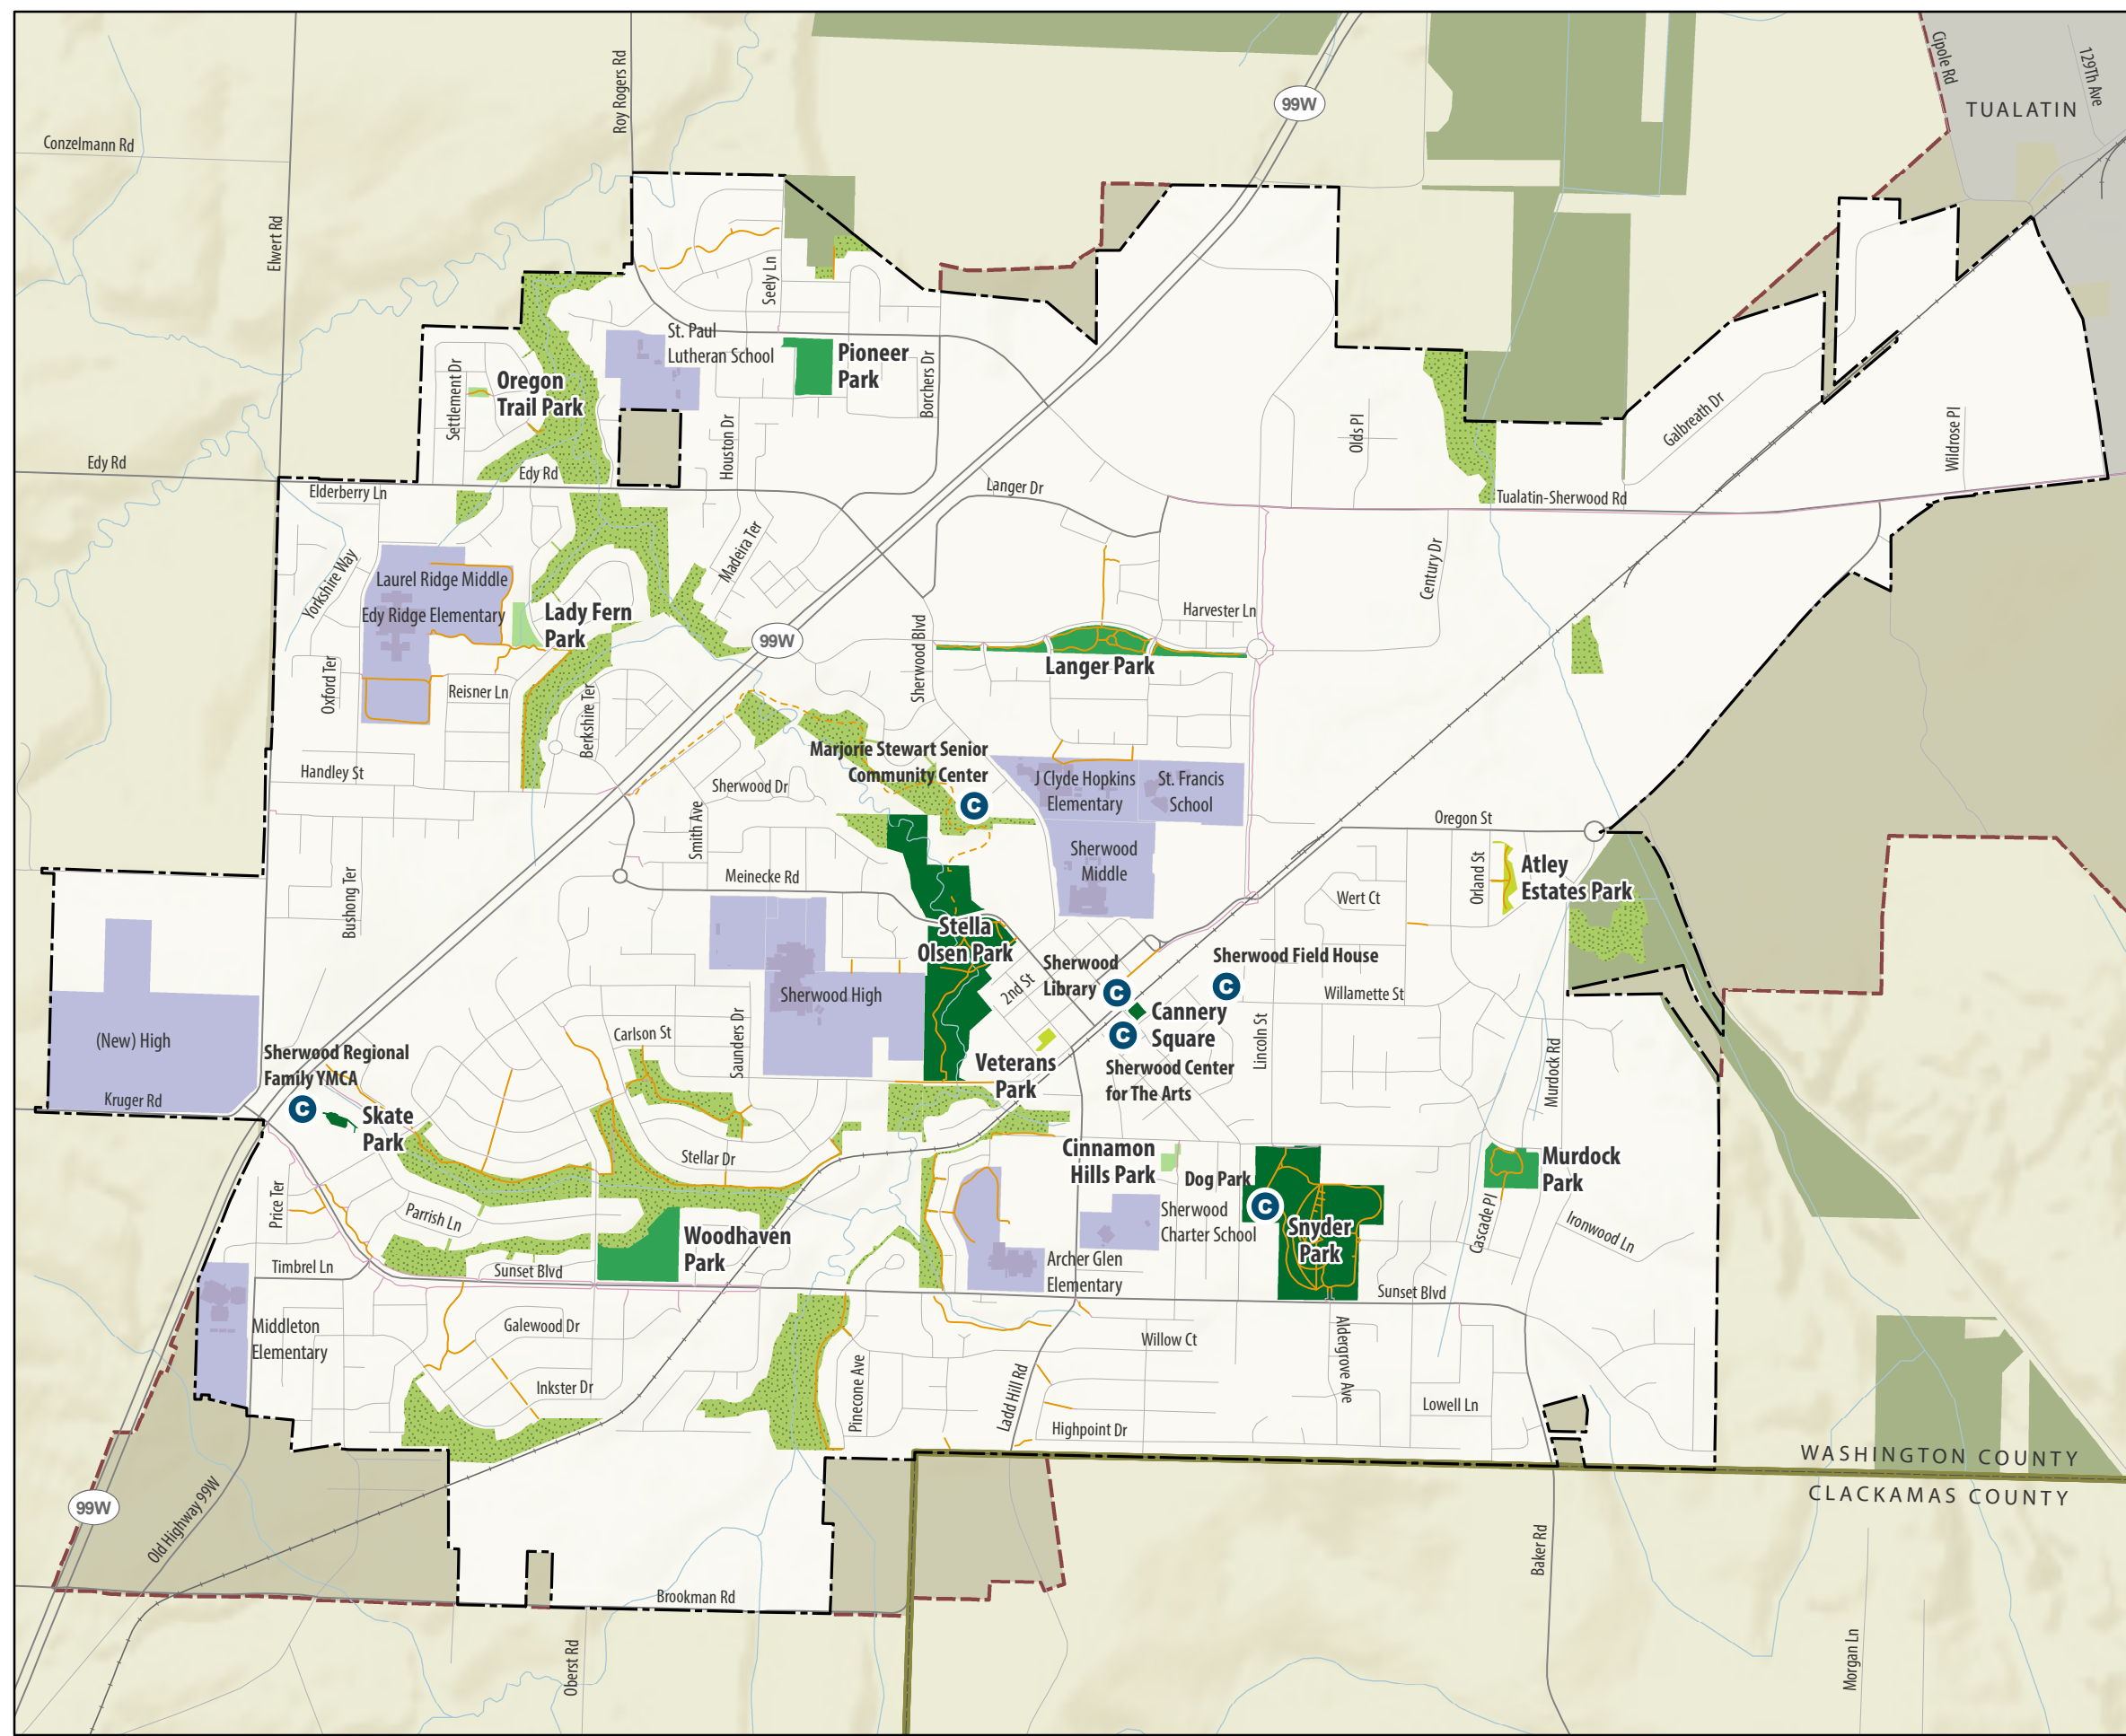 Cipole Rd
129Th Ave
99W
TUALATIN
Roy Rogers Rd
Conzelmann Rd
Elwert Rd
Seely Ln
St. Paul
Lutheran School
Pioneer
Park
Borchers Dr
Settlement Dr
Oregon
Trail Park
Houston Dr
Olds Pl
Galbreath Dr
Wildrose Pl
Edy Rd
Edy Rd
Elderberry Ln
Langer Dr
Tualatin-Sherwood Rd
Madeira Ter
Century Dr
Yorkshire Way
Laurel Ridge Middle
Edy Ridge Elementary
Lady Fern
Park
99W
Harvester Ln
Sherwood Blvd
Langer Park
Oxford Ter
Reisner Ln
Berkshire Ter
Handley St
Marjorie Stewart Senior
Community Center
C
Sherwood Dr
J Clyde Hopkins
Elementary
St. Francis
School
Smith Ave
Oregon St
Sherwood
Middle
Orland St
Atley
Estates Park
Meinecke Rd
Bushong Ter
Wert Ct
Stella
Olsen Park
Sherwood Field House
C
Sherwood
Library
C
2nd St
Sherwood High
Willamette St
Cannery
Square
C
Sherwood Center
for The Arts
Lincoln St
(New) High
Carlson St
Saunders Dr
Veterans
Park
Murdock Rd
Sherwood Regional
Family YMCA
C
Kruger Rd
Skate
Park
Stellar Dr
Cinnamon
Hills Park
Dog Park
C
Murdock
Park
Price Ter
Parrish Ln
Sherwood
Charter School
Snyder
Park
Cascade Pl
Ironwood Ln
Woodhaven
Park
Timbrel Ln
Sunset Blvd
Archer Glen
Elementary
Sunset Blvd
Middleton
Elementary
Galewood Dr
Willow Ct
Aldergrove Ave
Inkster Dr
Pinecone Ave
Ladd Hill Rd
Lowell Ln
Highpoint Dr
WASHINGTON COUNTY
CLACKAMAS COUNTY
99W
Old Highway 99W
Baker Rd
Brookman Rd
Oberst Rd
Morgan Ln